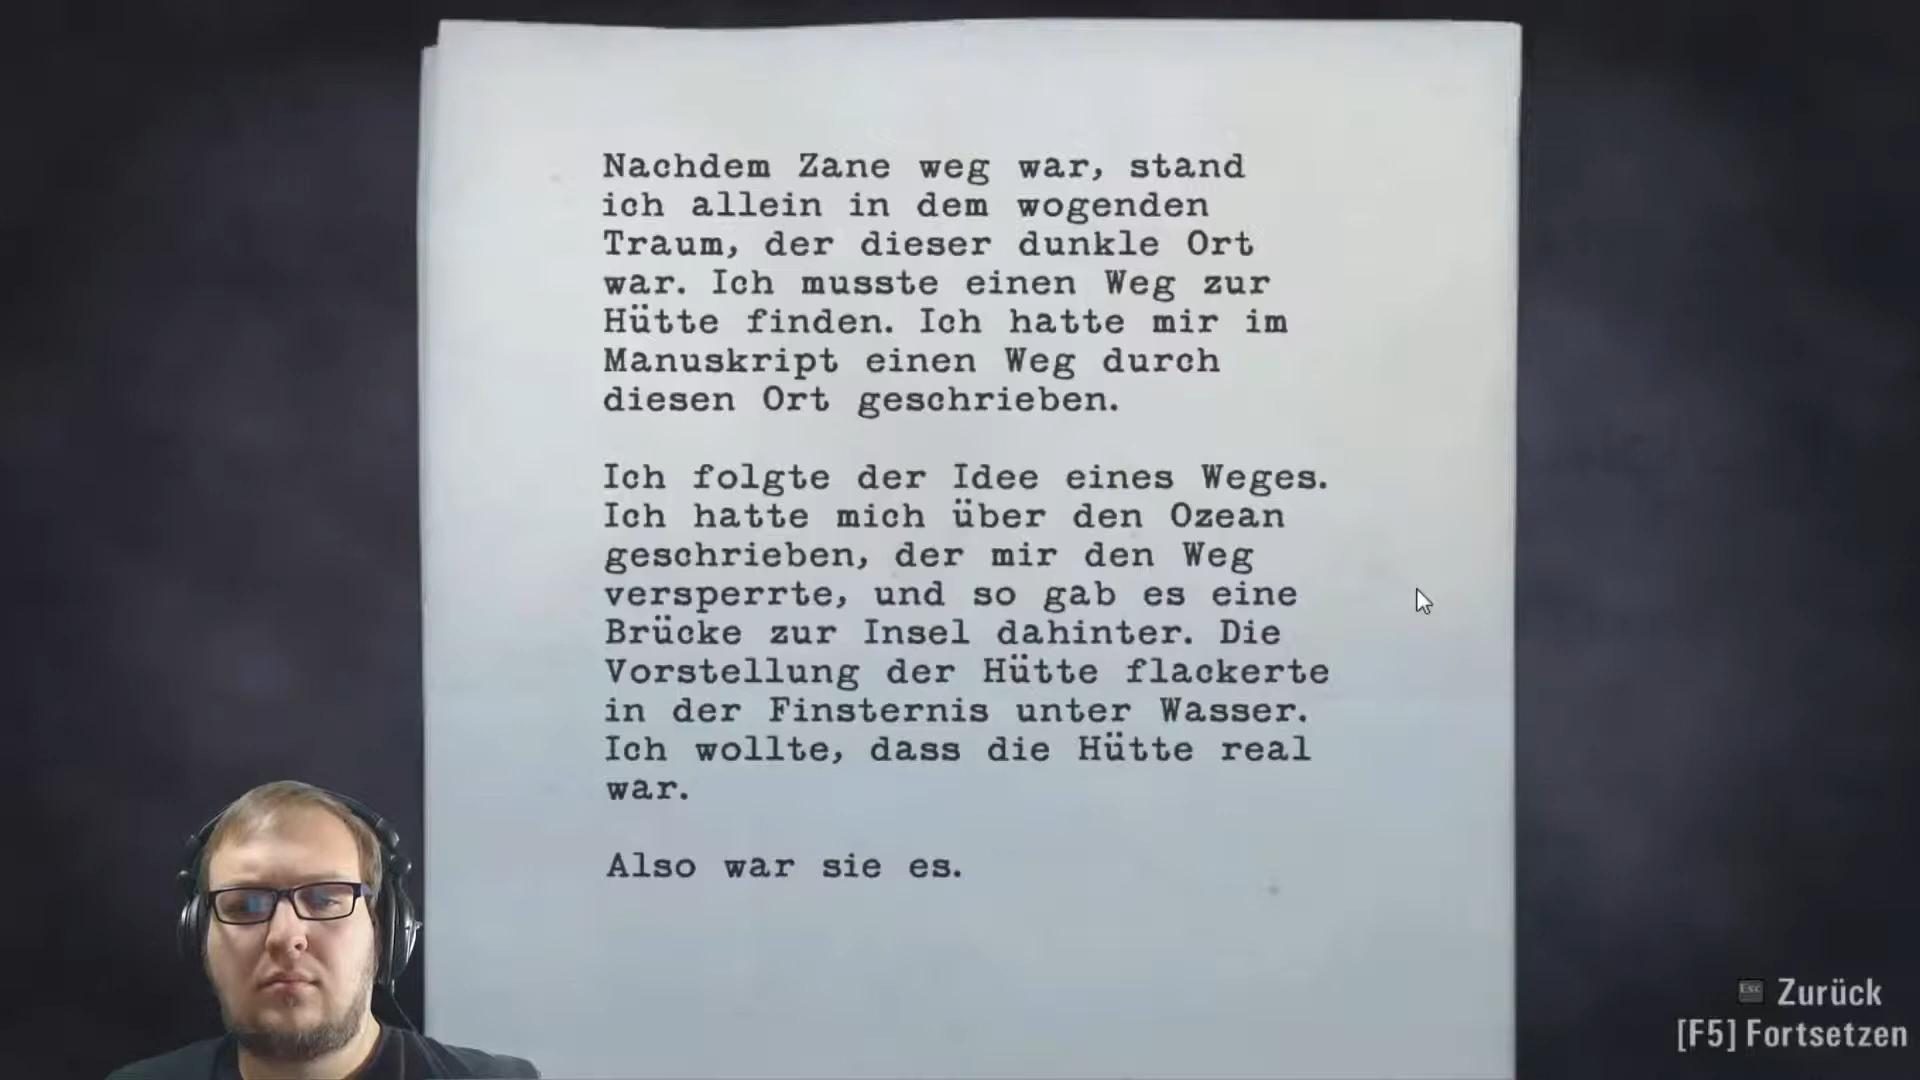 Nachdem Zane weg war, stand
ich allein in dem wogenden
Traum, der dieser dunkle Ort
war. Ich musste einen Weg zur
Hütte finden. Ich hatte mir im
Manuskript einen Weg durch
diesen Ort geschrieben.
Ich folgte der Idee eines Weges.
Ich hatte mich über den Ozean
geschrieben, der mir den Weg
versperrte, und so gab es eine
Brücke zur Insel dahinter. Die
Vorstellung der Hütte flackerte
in der Finsternis unter Wasser.
Ich wollte, dass die Hütte real
war.
Also war sie es.
Esc Zurück
[F5] Fortsetzen